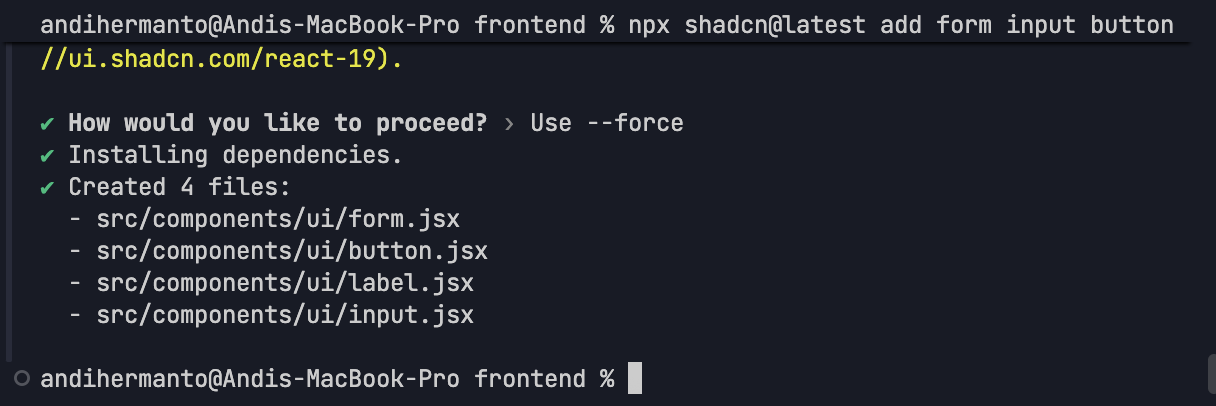 andihermanto@Andis-MacBook-Pro frontend % npx shadcn@latest add form input button
//ui.shadcn.com/react-19).
✔ How would you like to proceed? › Use --force
✔ Installing dependencies.
✔ Created 4 files:
- src/components/ui/form.jsx
- src/components/ui/button.jsx
- src/components/ui/label.jsx
- src/components/ui/input.jsx
andihermanto@Andis-MacBook-Pro frontend %